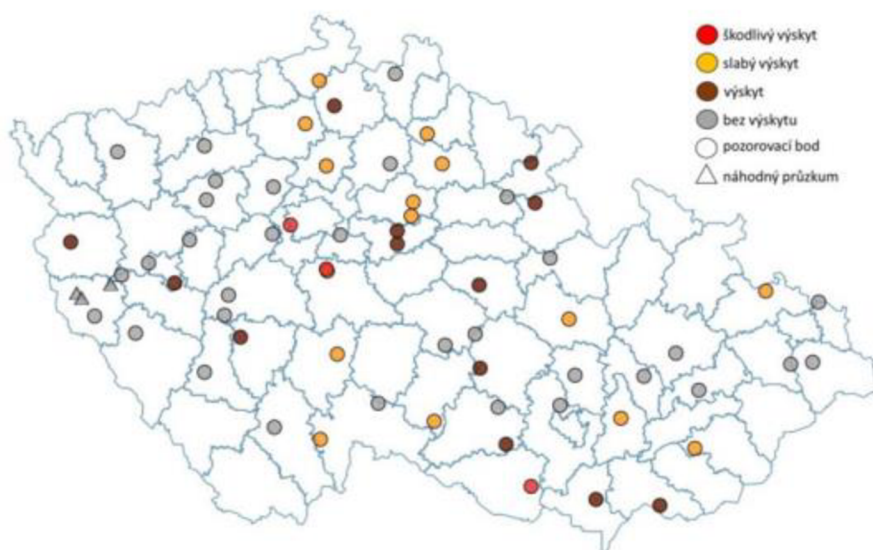 škodlivý výskyt
slabý výskyt
výskyt
bez výskytu
pozorovací bod
náhodný průzkum